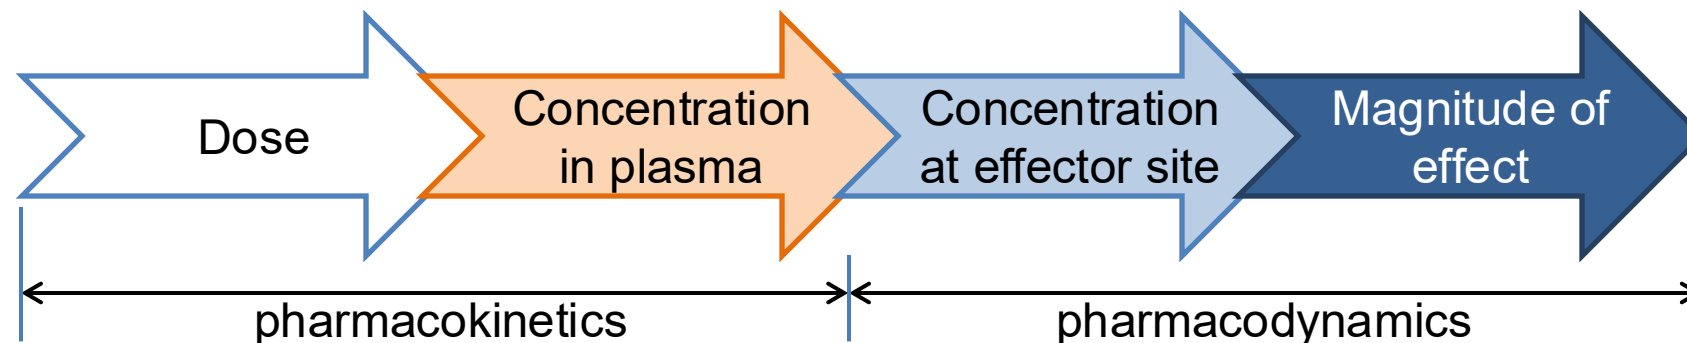 Dose
Concentration
in plasma
Concentration
at effector site
Magnitude of
effect
pharmacokinetics
pharmacodynamics